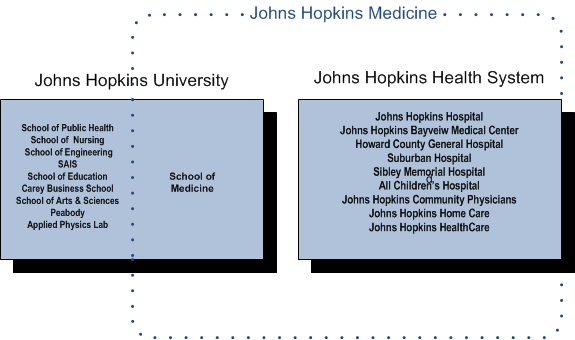 Johns Hopkins Medicine
Johns Hopkins University
School of Public Health
School of Nursing
School of Engineering
SAIS
School of Education
Carey Business School
School of Arts & Sciences
Peabody
Applied Physics Lab
School of
Medicine
Johns Hopkins Health System
Johns Hopkins Hospital
Johns Hopkins Bayveiw Medical Center
Howard County General Hospital
Suburban Hospital
Sibley Memorial Hospital
d
All Children's Hospital
Johns Hopkins Community Physicians
Johns Hopkins Home Care
Johns Hopkins HealthCare